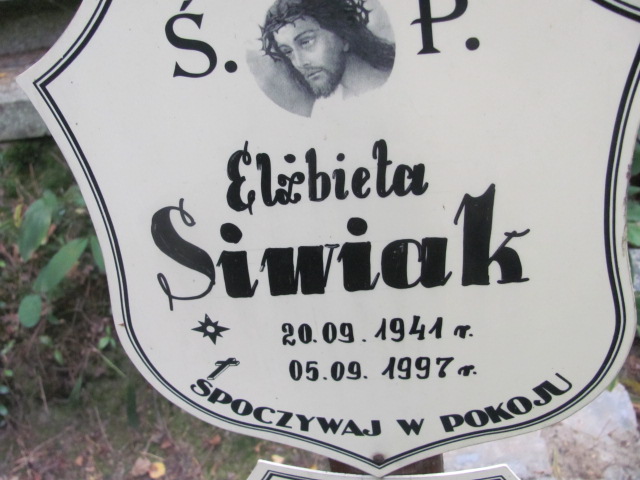 Ś. P.
Elżbieta
Siwiak
20.09.1941 r.
05.09.1997 r.
SPOCZYWAJ W POKOJU